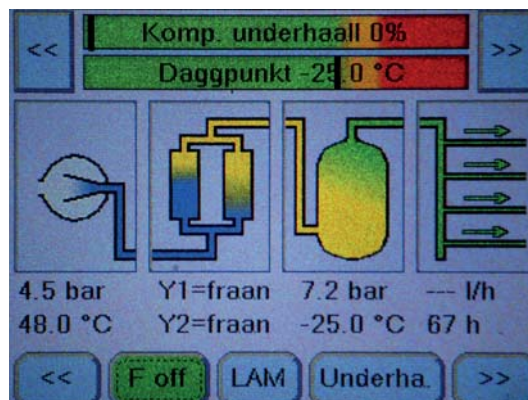 << Komp. underhaall 0% >>
Daggpunkt -25.0 °C
4.5 bar Y1=fraan 7.2 bar --- l/h
48.0 °C Y2=fraan -25.0 °C 67 h
<< F off LAM Underha. >>